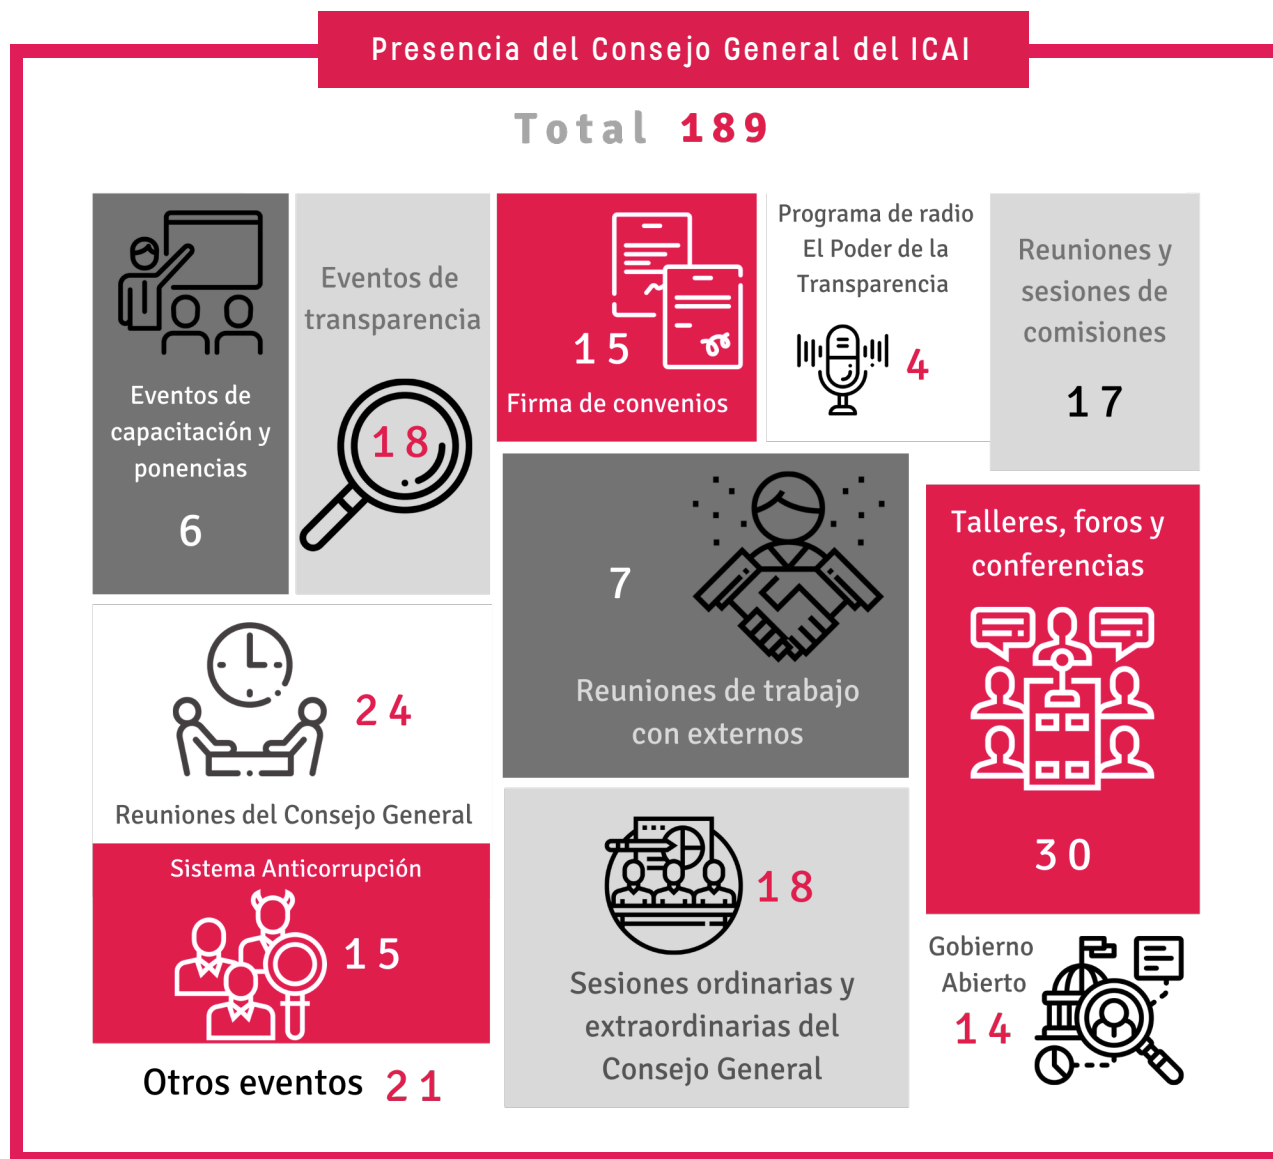 Presencia del Consejo General del ICAI
Total 189
Eventos de
capacitación y
ponencias
6
Eventos de
transparencia
18
15
Firma de convenios
Programa de radio
El Poder de la
Transparencia
4
Reuniones y
sesiones de
comisiones
17
7
Reuniones de trabajo
con externos
Talleres, foros y
conferencias
30
24
Reuniones del Consejo General
Sistema Anticorrupción
15
Otros eventos 21
18
Sesiones ordinarias y
extraordinarias del
Consejo General
Gobierno
Abierto
14